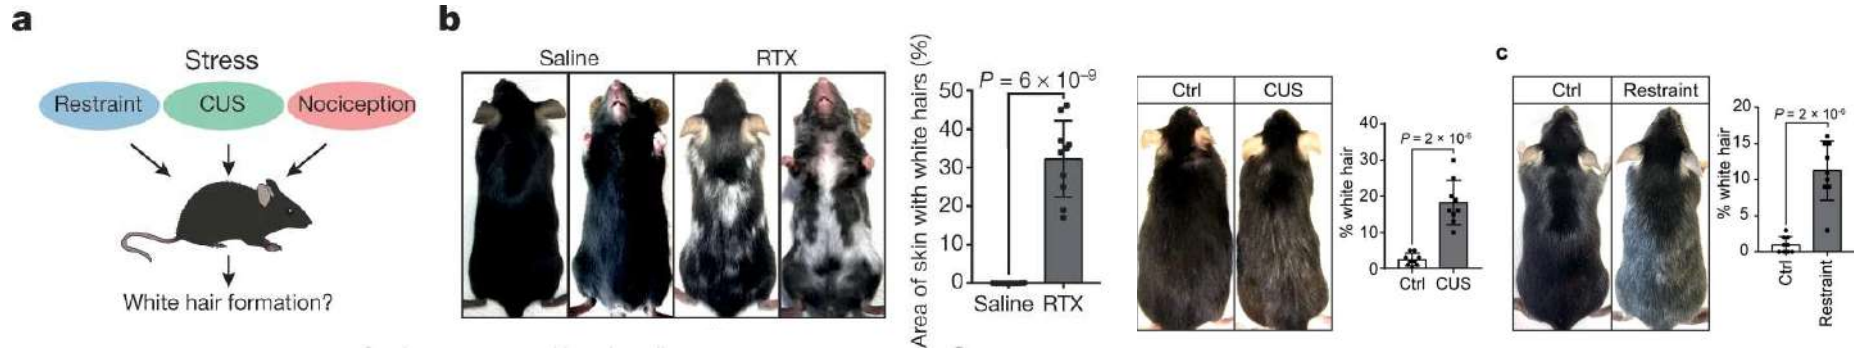 a
Stress
Restraint CUS Nociception
White hair formation?
b
Saline RTX
Area of skin with white hairs (%)
50
40
30
20
10
0
P = 6 × 10⁻⁹
Saline RTX
Ctrl CUS
% white hair
40
30
20
10
0
P = 2 × 10⁻⁶
Ctrl CUS
c
Ctrl Restraint
% white hair
20
15
10
5
0
P = 2 × 10⁻⁶
Ctrl
Restraint